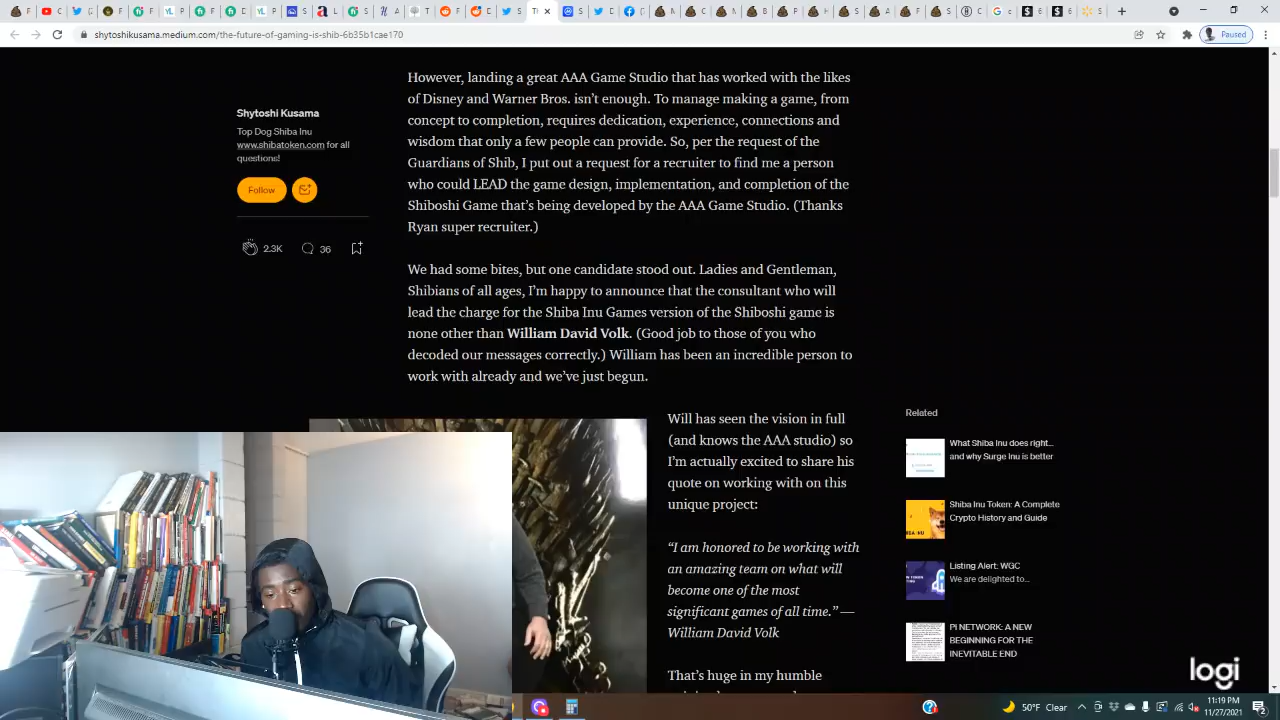 Paused
shytoshikusama.medium.com/the-future-of-gaming-is-shib-6b35b1cae170
However, landing a great AAA Game Studio that has worked with the likes
of Disney and Warner Bros. isn't enough. To manage making a game, from
concept to completion, requires dedication, experience, connections and
wisdom that only a few people can provide. So, per the request of the
Guardians of Shib, I put out a request for a recruiter to find me a person
who could LEAD the game design, implementation, and completion of the
Shiboshi Game that's being developed by the AAA Game Studio. (Thanks
Ryan super recruiter.)
Shytoshi Kusama
Top Dog Shiba Inu
www.shibatoken.com for all
questions!
Follow
2.3K
36
We had some bites, but one candidate stood out. Ladies and Gentleman,
Shibians of all ages, I'm happy to announce that the consultant who will
lead the charge for the Shiba Inu Games version of the Shiboshi game is
none other than William David Volk. (Good job to those of you who
decoded our messages correctly.) William has been an incredible person to
work with already and we've just begun.
Will has seen the vision in full
(and knows the AAA studio) so
I'm actually excited to share his
quote on working with on this
unique project:
"I am honored to be working with
an amazing team on what will
become one of the most
significant games of all time." —
William David Volk
That's huge in my humble
Related
What Shiba Inu does right...
and why Surge Inu is better
Shiba Inu Token: A Complete
Crypto History and Guide
Listing Alert: WGC
We are delighted to...
Pi NETWORK: A NEW
BEGINNING FOR THE
INEVITABLE END
logi
50°F Clear
11:19 PM
11/27/2021